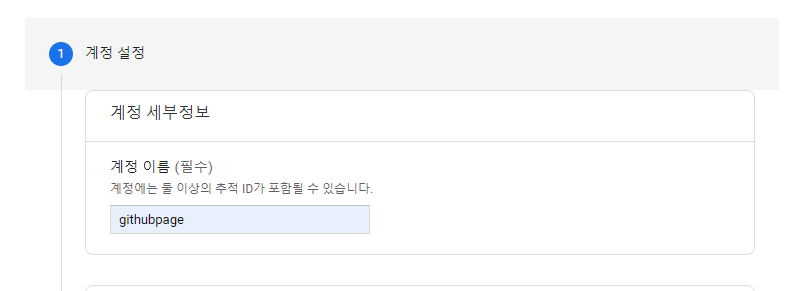 1 계정 설정
계정 세부정보
계정 이름 (필수)
계정에는 둘 이상의 추적 ID가 포함될 수 있습니다.
githubpage